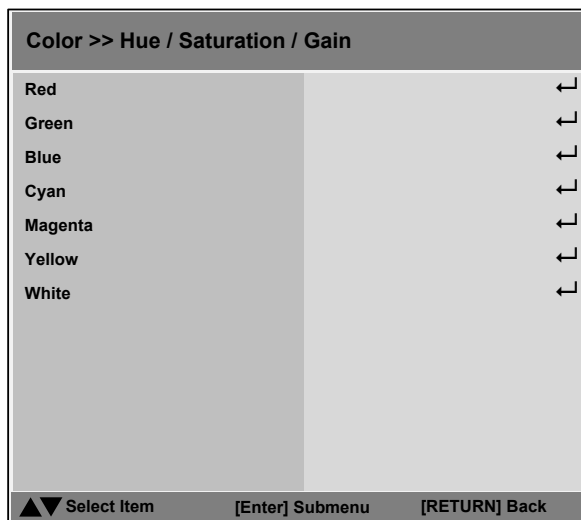 Color >> Hue / Saturation / Gain
Red
Green
Blue
Cyan
Magenta
Yellow
White
Select Item [Enter] Submenu [RETURN] Back